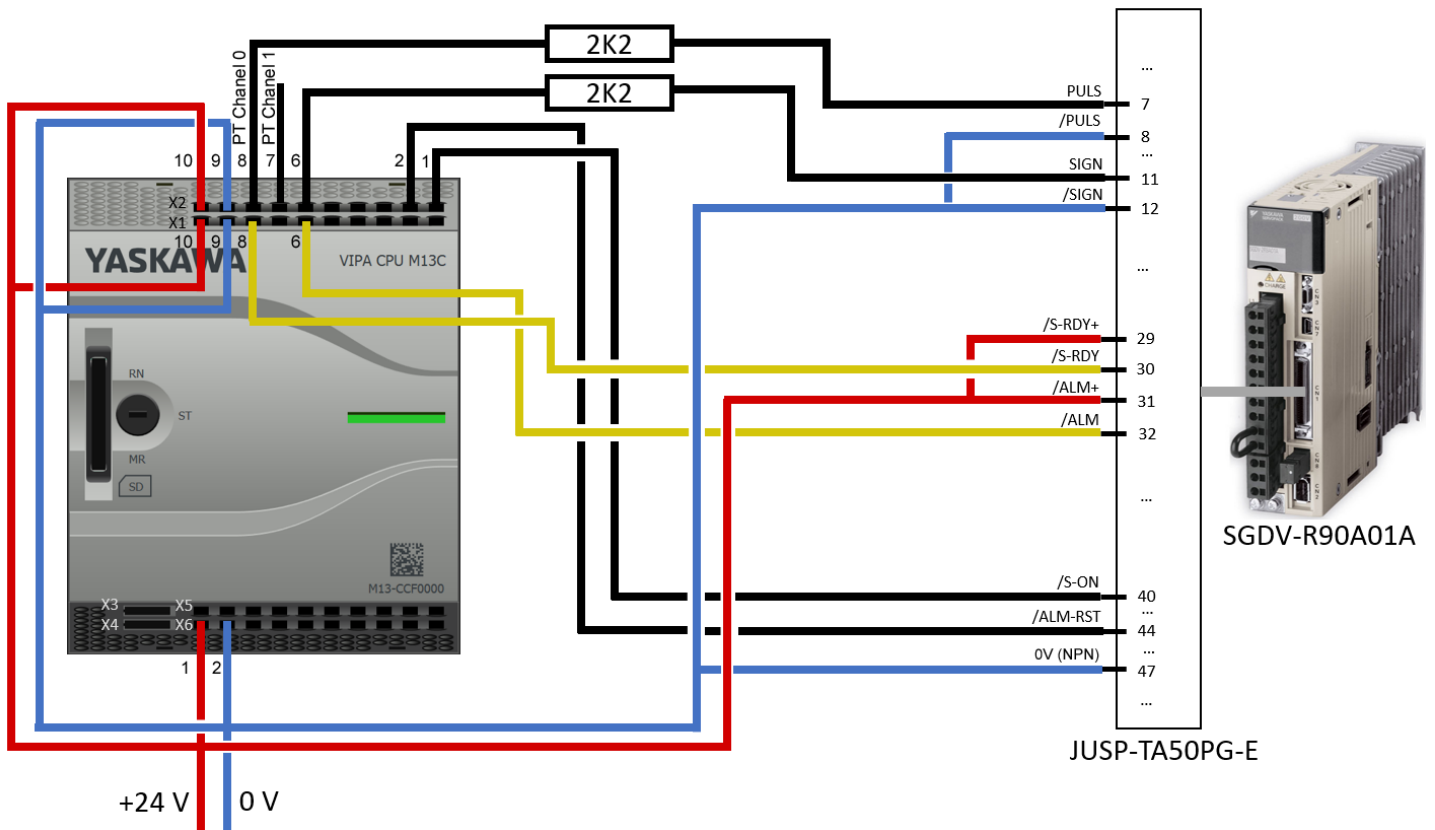 2K2
2K2
PT Channel 0
PT Channel 1
10
9
8
7
6
2
1
X2
X1
10
9
8
6
YASKAWA
VIPA CPU M13C
RN
ST
MR
SD
M13-CCF0000
X3
X5
X4
X6
1
2
+24 V
0 V
...
PULS
7
/PULS
8
...
SIGN
11
/SIGN
12
...
/S-RDY+
29
/S-RDY
30
/ALM+
31
/ALM
32
...
/S-ON
40
...
/ALM-RST
44
...
0V (NPN)
47
...
JUSP-TA50PG-E
CHARGE
SGDV-R90A01A